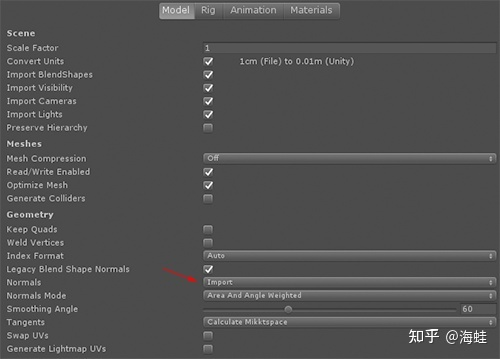 Model Rig Animation Materials
Scene
Scale Factor 1
Convert Units 1cm (File) to 0.01m (Unity)
Import BlendShapes
Import Visibility
Import Cameras
Import Lights
Preserve Hierarchy
Meshes
Mesh Compression Off
Read/Write Enabled
Optimize Mesh
Generate Colliders
Geometry
Keep Quads
Weld Vertices
Index Format Auto
Legacy Blend Shape Normals
Normals Import
Normals Mode Area And Angle Weighted
Smoothing Angle 60
Tangents Calculate Mikktspace
Swap UVs
Generate Lightmap UVs
知乎 @海蛙